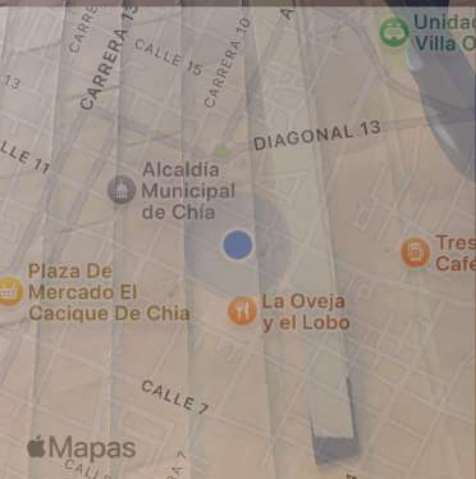 CARRERA 13
CALLE 15
CARRERA 10
Unidad
Villa O
13
DIAGONAL 13
LLE 11
Alcaldía
Municipal
de Chía
Tres
Café
Plaza De
Mercado El
Cacique De Chia
La Oveja
y el Lobo
CALLE 7
Mapas